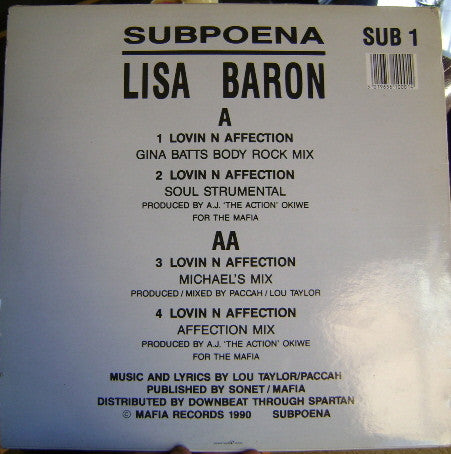 SUBPOENA
SUB 1
LISA BARON
A
1 LOVIN N AFFECTION
GINA BATTS BODY ROCK MIX
2 LOVIN N AFFECTION
SOUL STRUMENTAL
PRODUCED BY A.J. 'THE ACTION' OKIWE
FOR THE MAFIA
AA
3 LOVIN N AFFECTION
MICHAEL'S MIX
PRODUCED / MIXED BY PACCAH / LOU TAYLOR
4 LOVIN N AFFECTION
AFFECTION MIX
PRODUCED BY A.J. 'THE ACTION' OKIWE
FOR THE MAFIA
MUSIC AND LYRICS BY LOU TAYLOR/PACCAH
PUBLISHED BY SONET / MAFIA
DISTRIBUTED BY DOWNBEAT THROUGH SPARTAN
© MAFIA RECORDS 1990 SUBPOENA